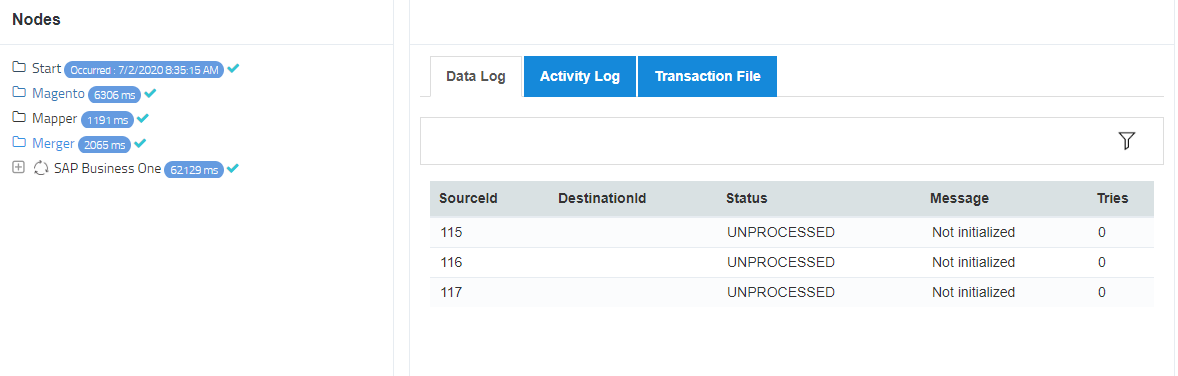 Nodes
Start Occurred : 7/2/2020 8:35:15 AM
Magento 6306 ms
Mapper 1191 ms
Merger 2065 ms
SAP Business One 62129 ms
Data Log Activity Log Transaction File
SourceId DestinationId Status Message Tries
115 UNPROCESSED Not initialized 0
116 UNPROCESSED Not initialized 0
117 UNPROCESSED Not initialized 0